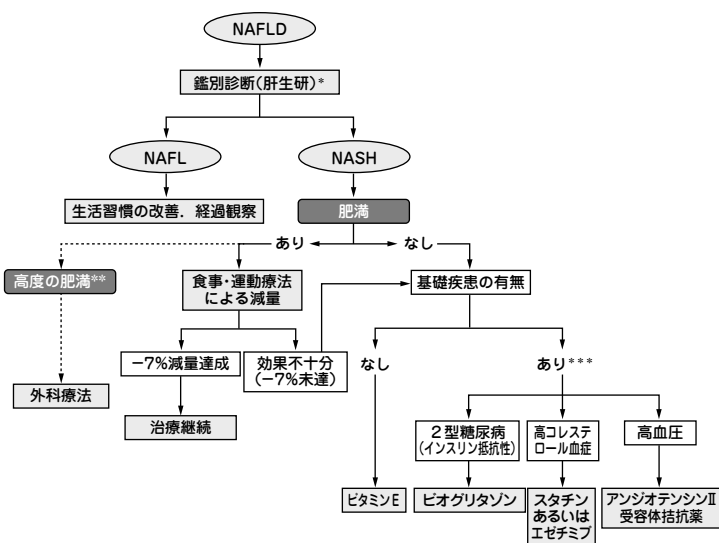 NAFLD
鑑別診断(肝生研)*
NAFL
NASH
生活習慣の改善．経過観察
肥満
あり
なし
高度の肥満**
食事・運動療法
による減量
基礎疾患の有無
−7%減量達成
効果不十分
(−7%未達)
なし
あり***
外科療法
治療継続
2型糖尿病
(インスリン抵抗性)
高コレステ
ロール血症
高血圧
ビタミンE
ピオグリタゾン
スタチン
あるいは
エゼチミブ
アンジオテンシンⅡ
受容体拮抗薬